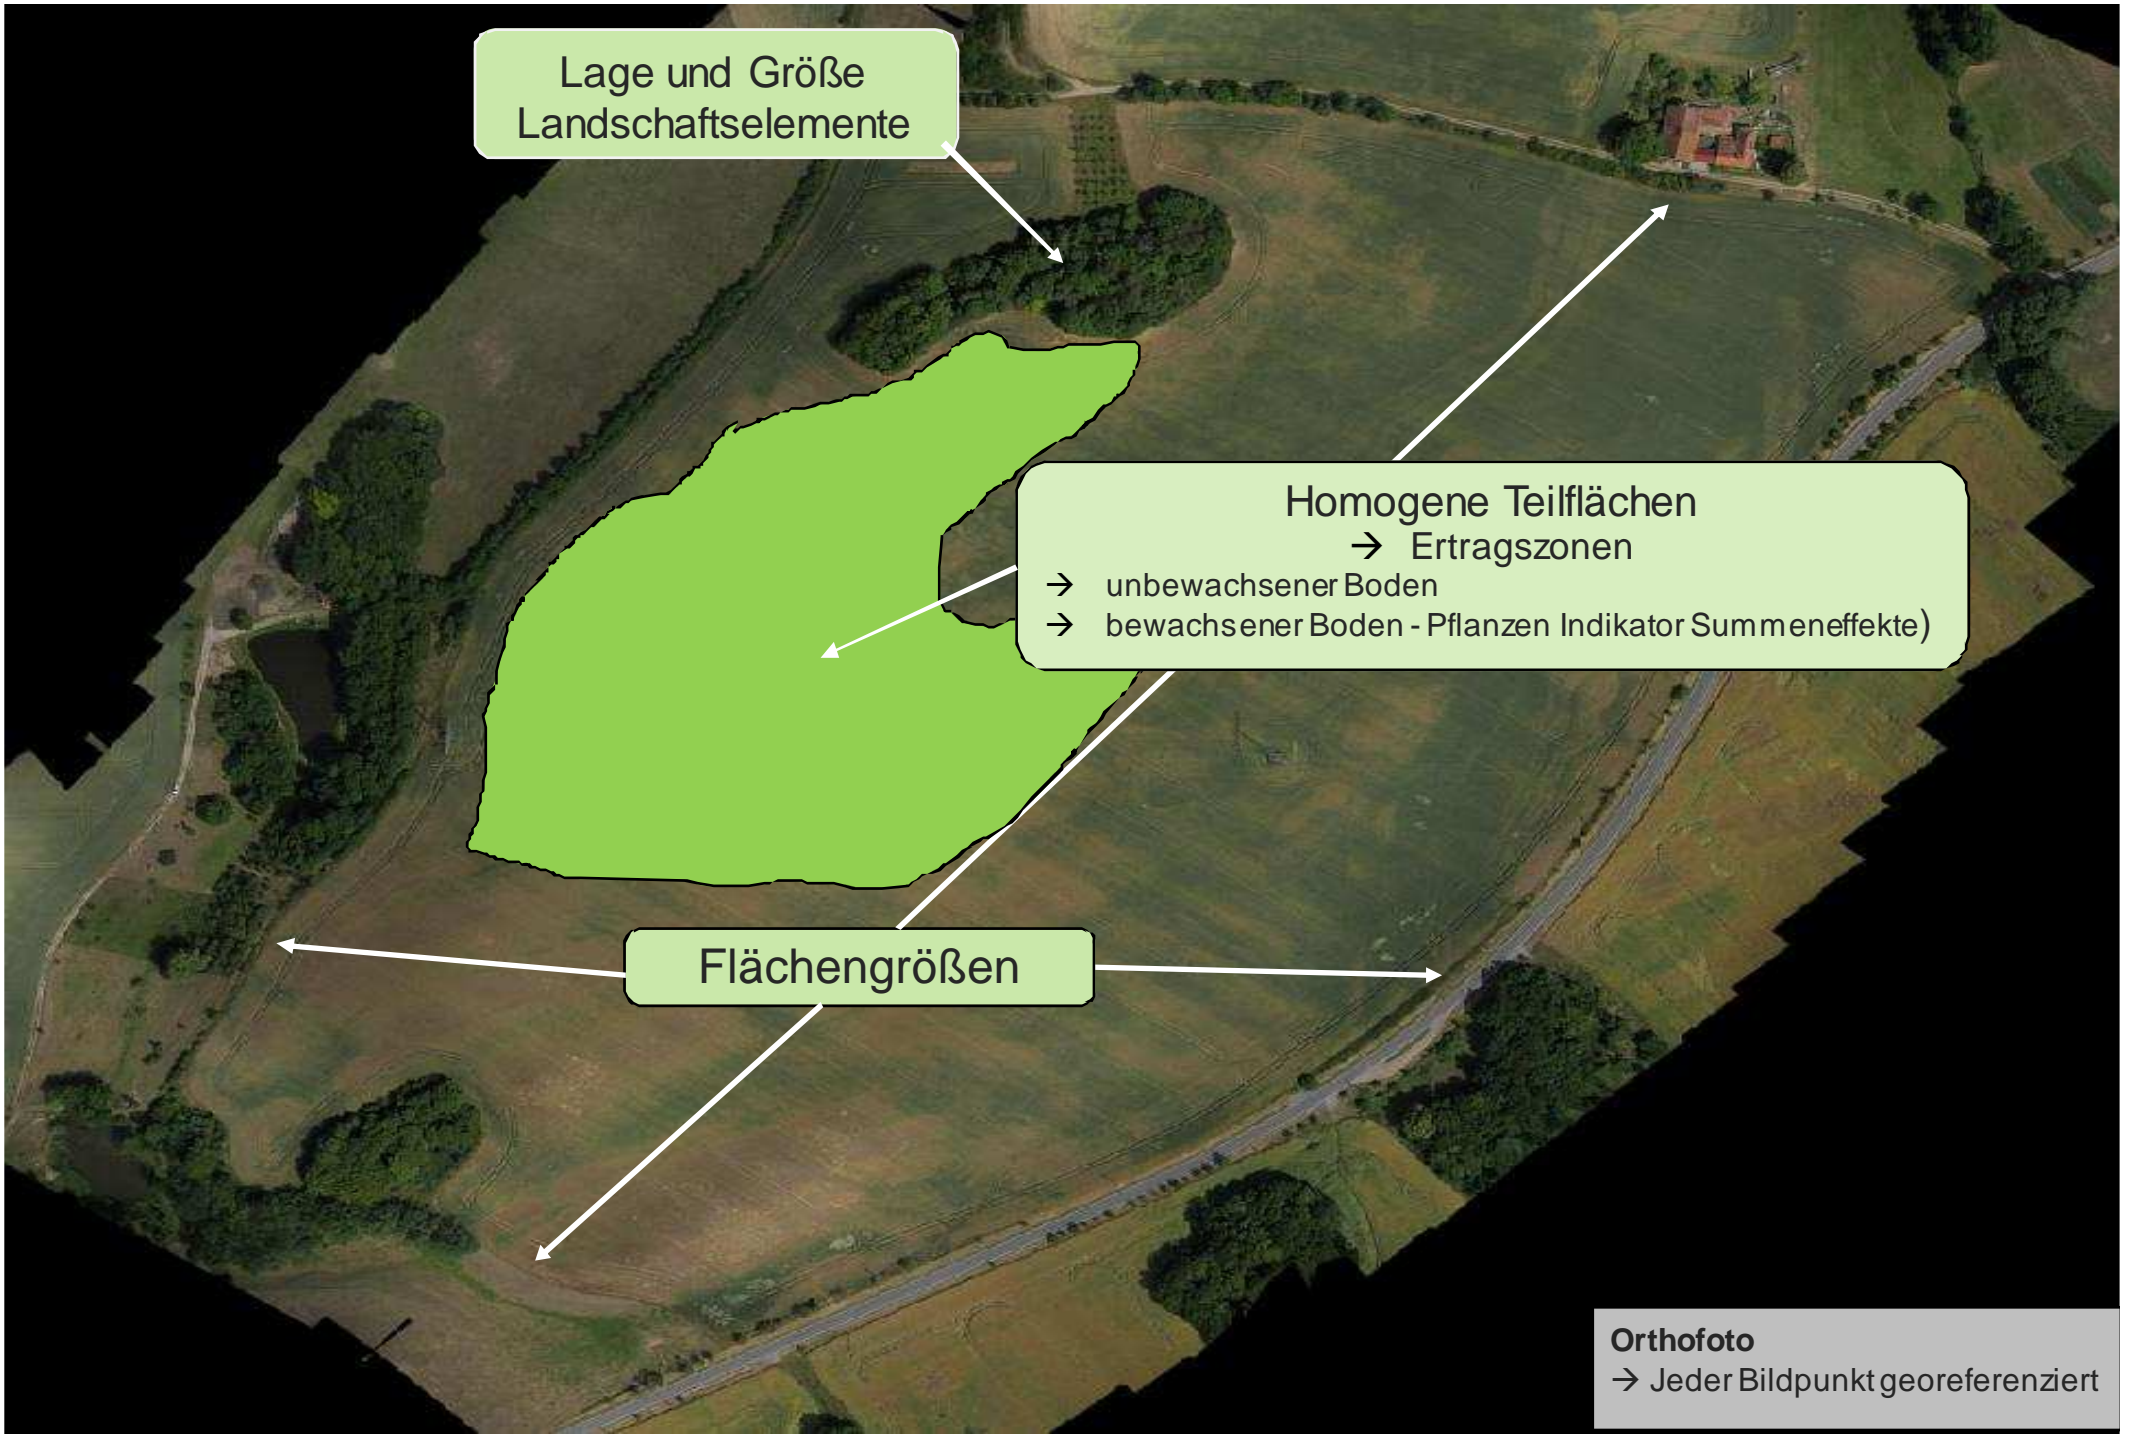 Lage und Größe
Landschaftselemente
Homogene Teilflächen
→ Ertragszonen
→ unbewachsener Boden
→ bewachsener Boden - Pflanzen Indikator Summeneffekte)
Flächengrößen
Orthofoto
→ Jeder Bildpunkt georeferenziert